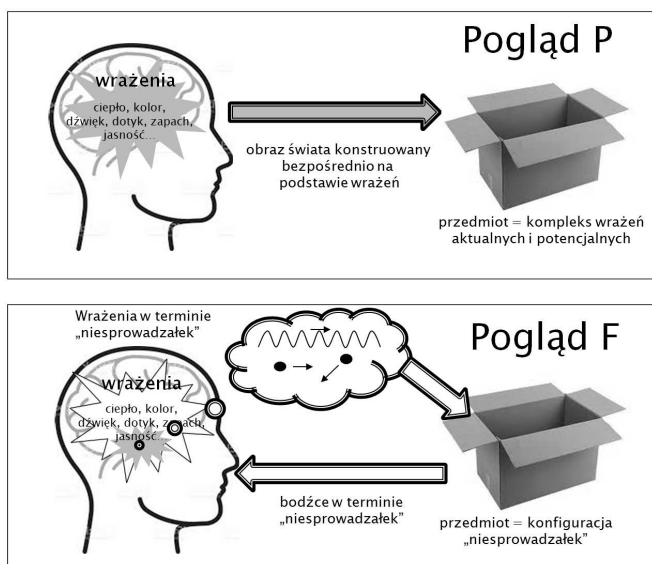 Pogląd P
wrażenia
ciepło, kolor,
dźwięk, dotyk, zapach,
jasność...
obraz świata konstruowany
bezpośrednio na
podstawie wrażeń
przedmiot = kompleks wrażeń
aktualnych i potencjalnych
Wrażenia w terminie
„niesprowadzałek”
Pogląd F
wrażenia
ciepło, kolor,
dźwięk, dotyk, zapach,
jasność...
bodźce w terminie
„niesprowadzałek”
przedmiot = konfiguracja
„niesprowadzałek”